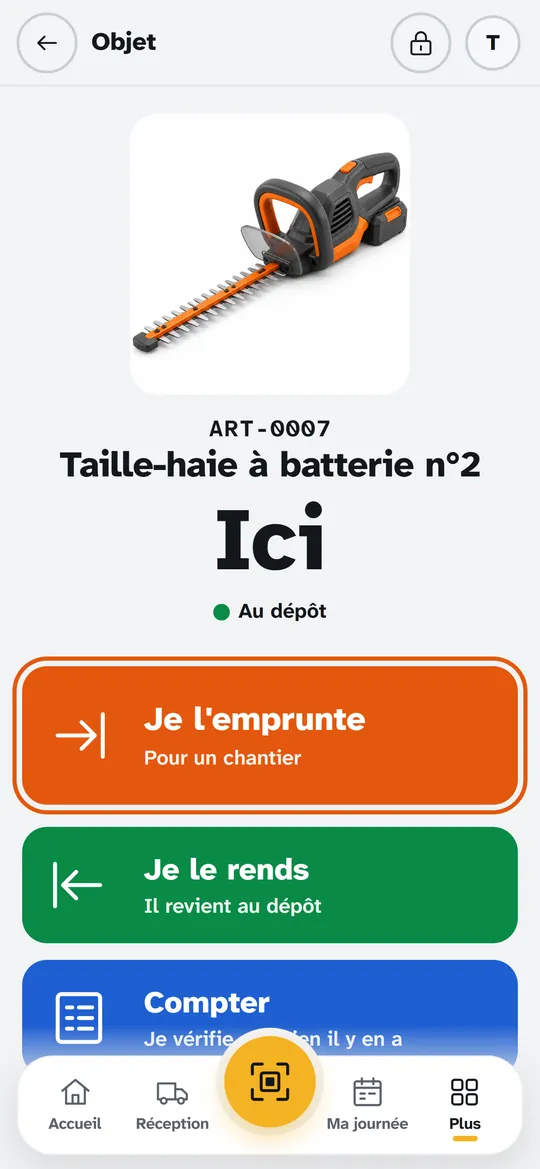 Objet
T
ART-0007
Taille-haie à batterie n°2
Ici
Au dépôt
Je l'emprunte
Pour un chantier
Je le rends
Il revient au dépôt
Compter
Je vérifie en il y en a
Accueil
Réception
Ma journée
Plus